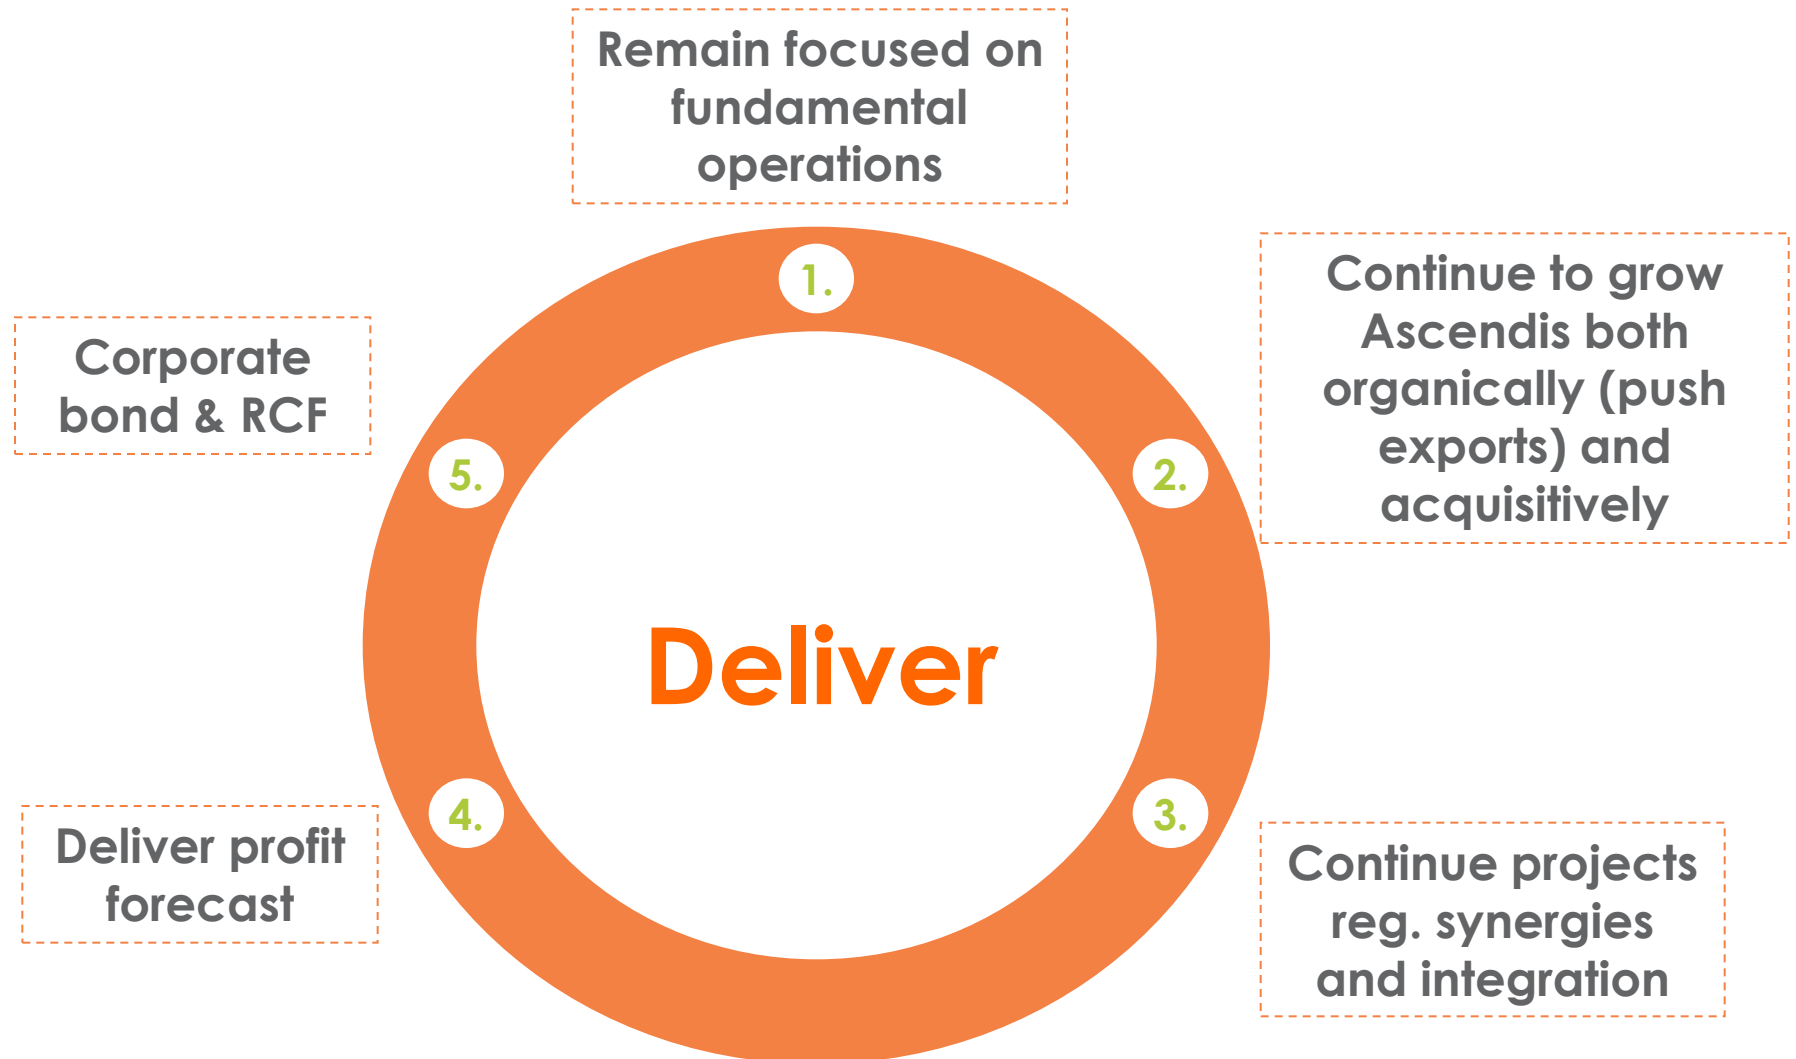 Remain focused on
fundamental
operations
1.
Continue to grow
Ascendis both
organically (push
exports) and
acquisitively
2.
Continue projects
reg. synergies
and integration
3.
Deliver profit
forecast
4.
Corporate
bond & RCF
5.
Deliver